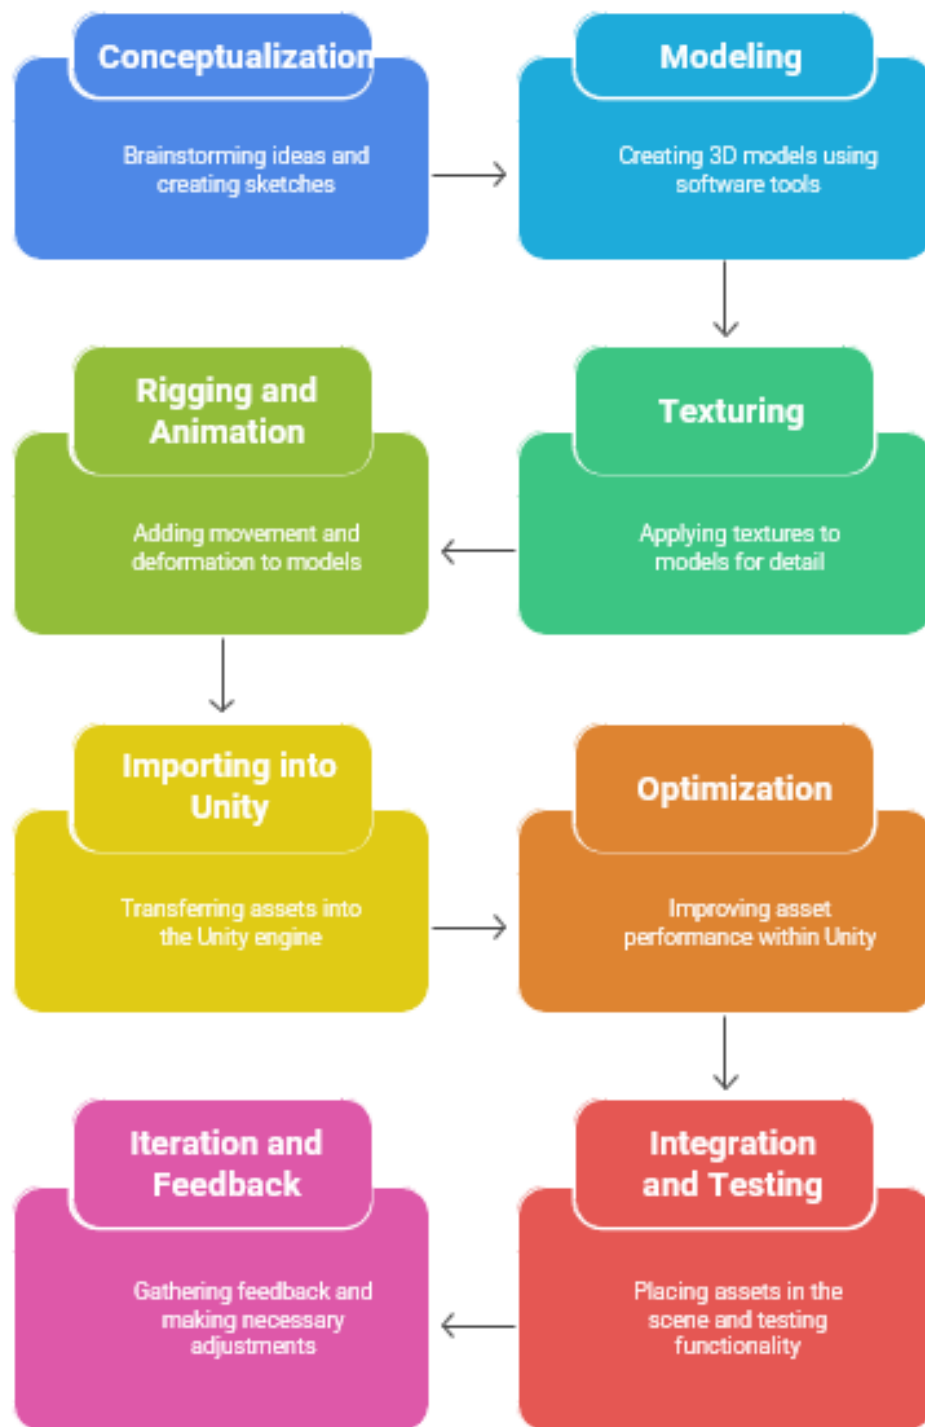 Conceptualization
Brainstorming ideas and
creating sketches
Modeling
Creating 3D models using
software tools
Texturing
Applying textures to
models for detail
Rigging and
Animation
Adding movement and
deformation to models
Importing into
Unity
Transferring assets into
the Unity engine
Optimization
Improving asset
performance within Unity
Integration
and Testing
Placing assets in the
scene and testing
functionality
Iteration and
Feedback
Gathering feedback and
making necessary
adjustments